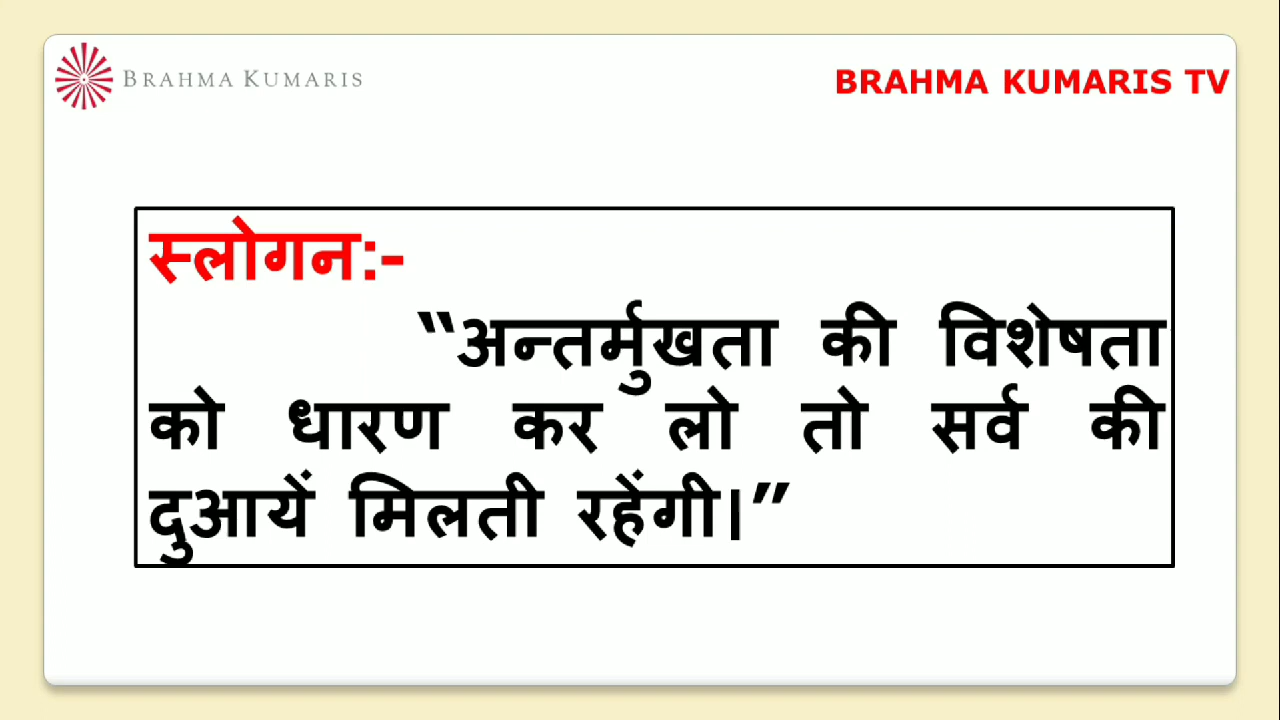 BRAHMA KUMARIS
BRAHMA KUMARIS TV
स्लोगन:-
“अन्तर्मुखता की विशेषता
को धारण कर लो तो सर्व की
दुआयें मिलती रहेंगी।”